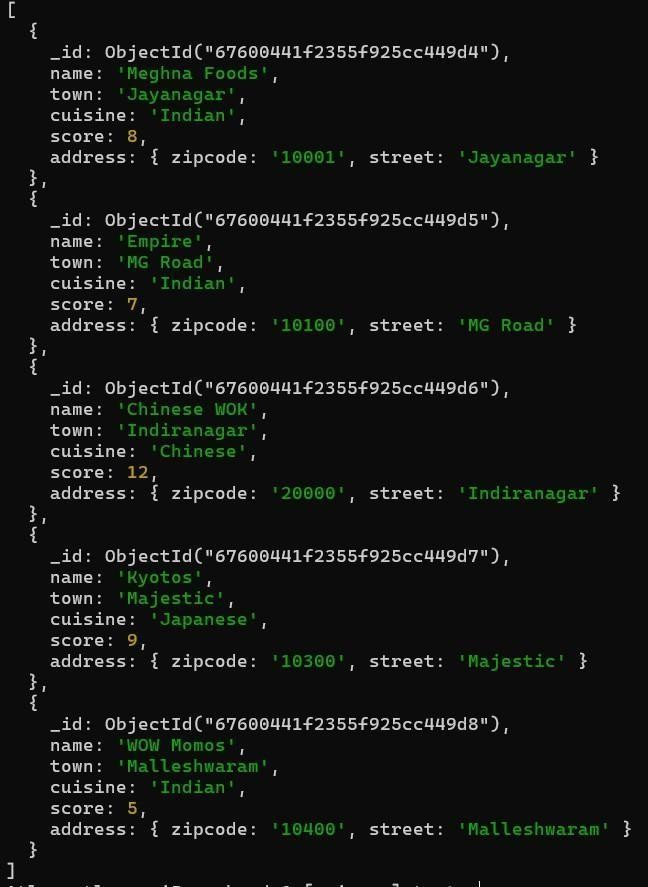 [
  {
    _id: ObjectId("67600441f2355f925cc449d4"),
    name: 'Meghna Foods',
    town: 'Jayanagar',
    cuisine: 'Indian',
    score: 8,
    address: { zipcode: '10001', street: 'Jayanagar' }
  },
  {
    _id: ObjectId("67600441f2355f925cc449d5"),
    name: 'Empire',
    town: 'MG Road',
    cuisine: 'Indian',
    score: 7,
    address: { zipcode: '10100', street: 'MG Road' }
  },
  {
    _id: ObjectId("67600441f2355f925cc449d6"),
    name: 'Chinese WOK',
    town: 'Indiranagar',
    cuisine: 'Chinese',
    score: 12,
    address: { zipcode: '20000', street: 'Indiranagar' }
  },
  {
    _id: ObjectId("67600441f2355f925cc449d7"),
    name: 'Kyotos',
    town: 'Majestic',
    cuisine: 'Japanese',
    score: 9,
    address: { zipcode: '10300', street: 'Majestic' }
  },
  {
    _id: ObjectId("67600441f2355f925cc449d8"),
    name: 'WOW Momos',
    town: 'Malleshwaram',
    cuisine: 'Indian',
    score: 5,
    address: { zipcode: '10400', street: 'Malleshwaram' }
  }
]